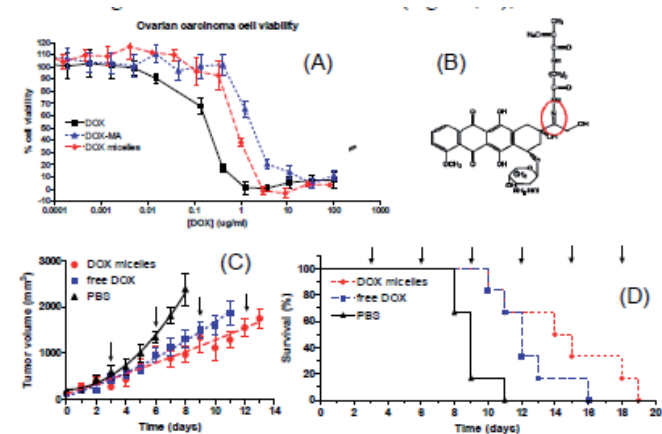 Ovarian carcinoma cell viability
(A)
120
110
100
90
80
70
60
50
40
30
20
10
0
% cell viability
DOX
DOX-MA
DOX micelles
0.0001
0.001
0.01
0.1
1
10
100
1000
[DOX] (ug/ml)
(B)
O
OH
OH
OH
OCH₃
O
OH
(C)
3000
2000
1000
0
Tumor volume (mm³)
DOX micelles
free DOX
PBS
0 2 4 6 8 10 12 14
Time (days)
(D)
100
80
60
40
20
0
Survival (%)
DOX micelles
free DOX
PBS
0 2 4 6 8 10 12 14 16 18 20
Time (days)